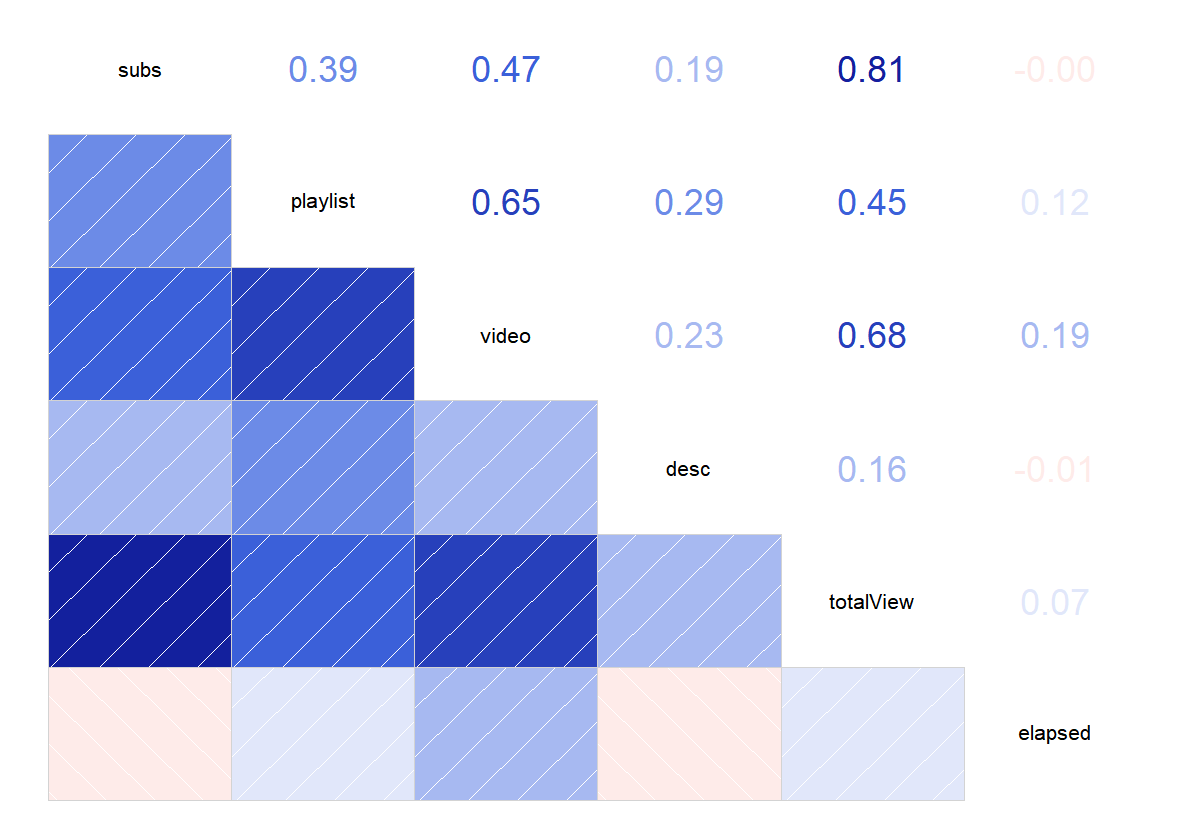 subs 0.39 0.47 0.19 0.81 -0.00
playlist 0.65 0.29 0.45 0.12
video 0.23 0.68 0.19
desc 0.16 -0.01
totalView 0.07
elapsed